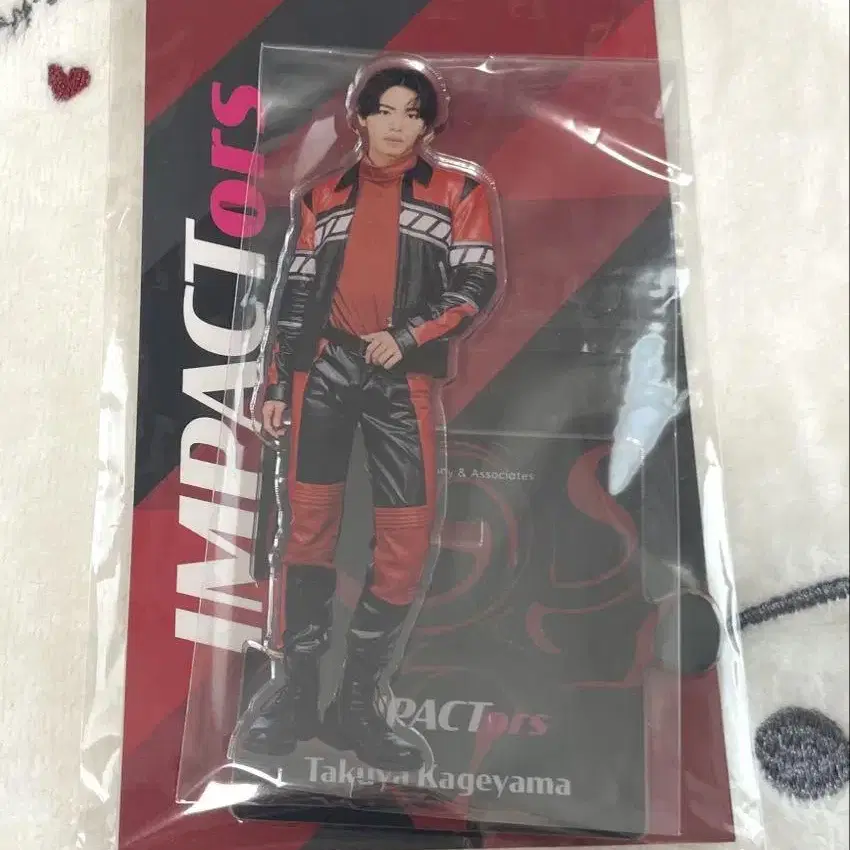 IMPACTors
& Associates
PACTors
Takuya Kageyama